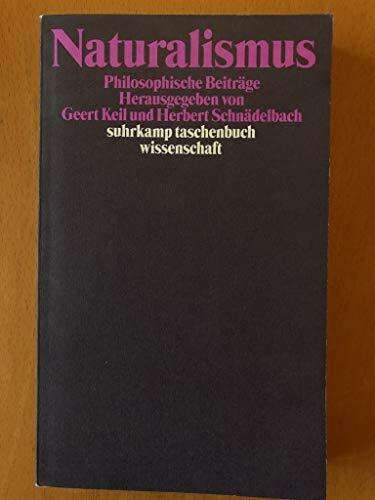 Naturalismus
Philosophische Beiträge
Herausgegeben von
Geert Keil und Herbert Schnädelbach
suhrkamp taschenbuch
wissenschaft